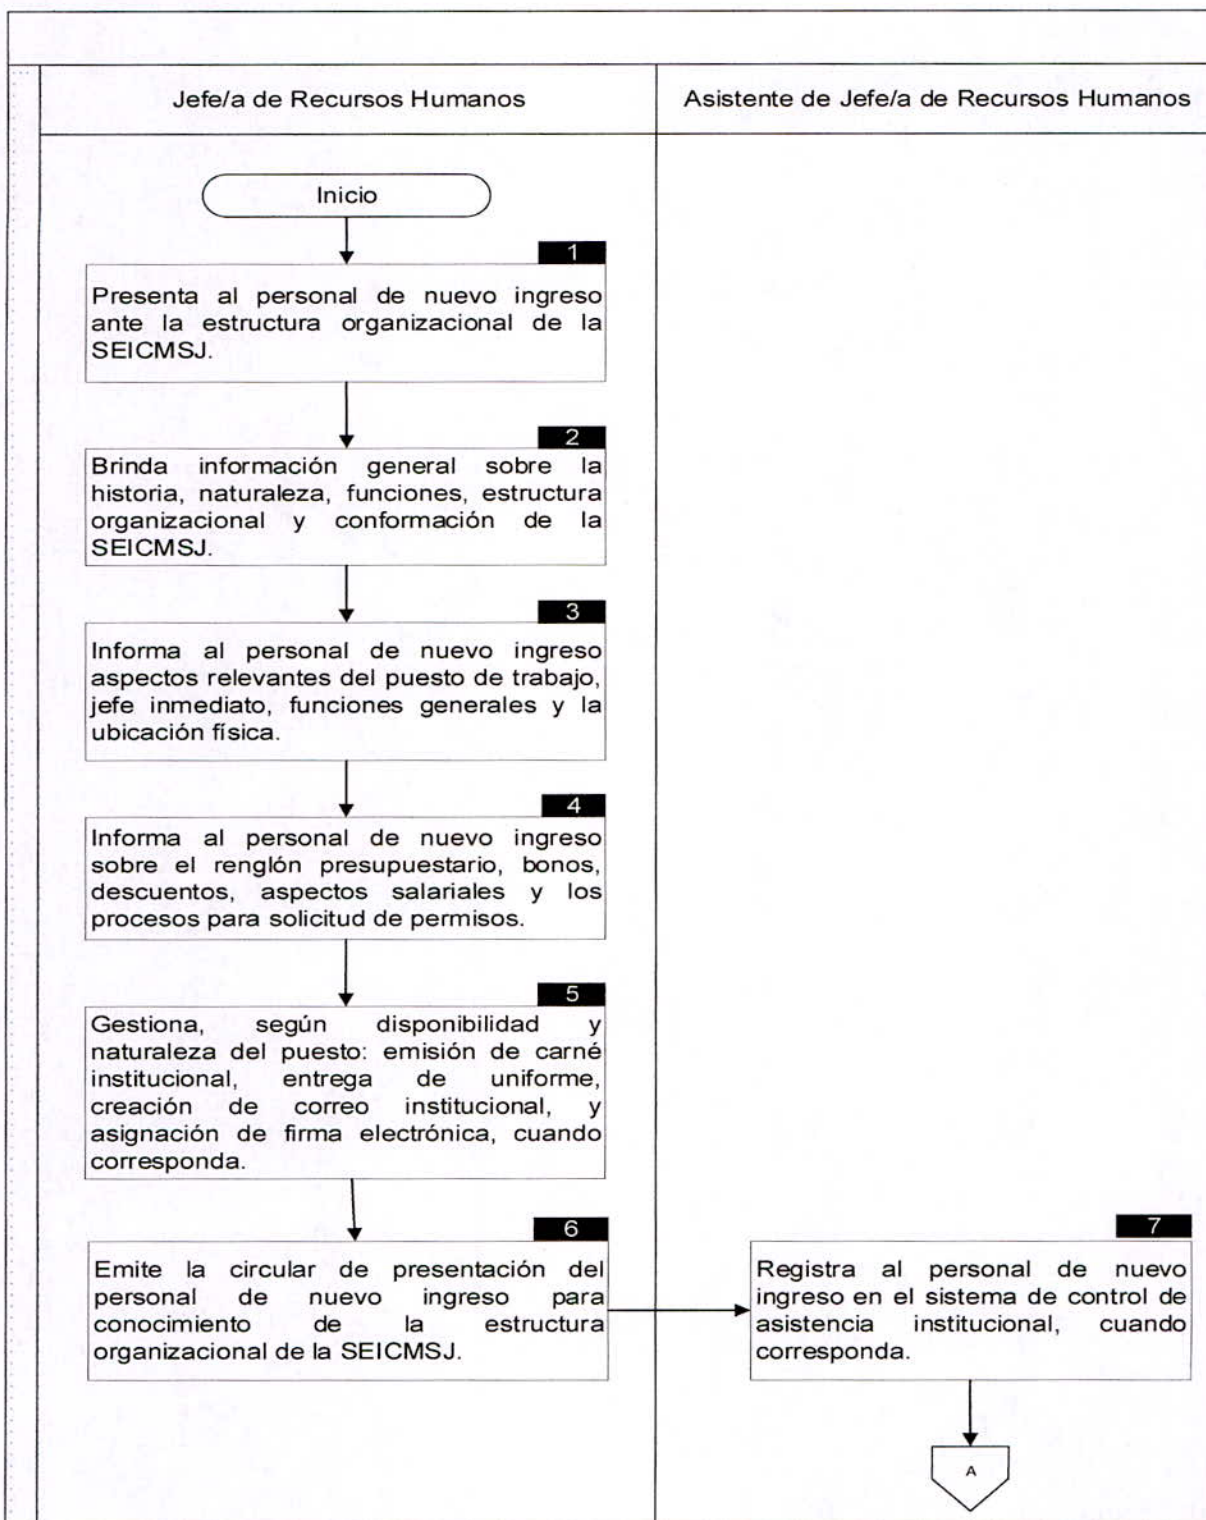 Jefe/a de Recursos Humanos
Asistente de Jefe/a de Recursos Humanos
Inicio
1
Presenta al personal de nuevo ingreso
ante la estructura organizacional de la
SEICMSJ.
2
Brinda información general sobre la
historia, naturaleza, funciones, estructura
organizacional y conformación de la
SEICMSJ.
3
Informa al personal de nuevo ingreso
aspectos relevantes del puesto de trabajo,
jefe inmediato, funciones generales y la
ubicación física.
4
Informa al personal de nuevo ingreso
sobre el renglón presupuestario, bonos,
descuentos, aspectos salariales y los
procesos para solicitud de permisos.
5
Gestiona, según disponibilidad y
naturaleza del puesto: emisión de carné
institucional, entrega de uniforme,
creación de correo institucional, y
asignación de firma electrónica, cuando
corresponda.
6
Emite la circular de presentación del
personal de nuevo ingreso para
conocimiento de la estructura
organizacional de la SEICMSJ.
7
Registra al personal de nuevo
ingreso en el sistema de control de
asistencia institucional, cuando
corresponda.
A